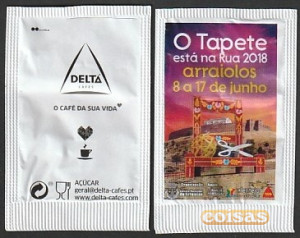 DELTA
CAFÉS
O CAFÉ DA SUA VIDA
AÇÚCAR
geral@delta-cafes.pt
www.delta-cafes.com
O Tapete
está na Rua 2018
arraiolos
8 a 17 de junho
coisas